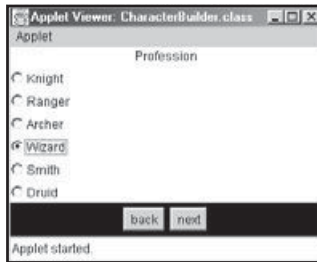 Applet Viewer: CharacterBuilder.class
Applet
Profession
Knight
Ranger
Archer
Wizard
Smith
Druid
back next
Applet started.